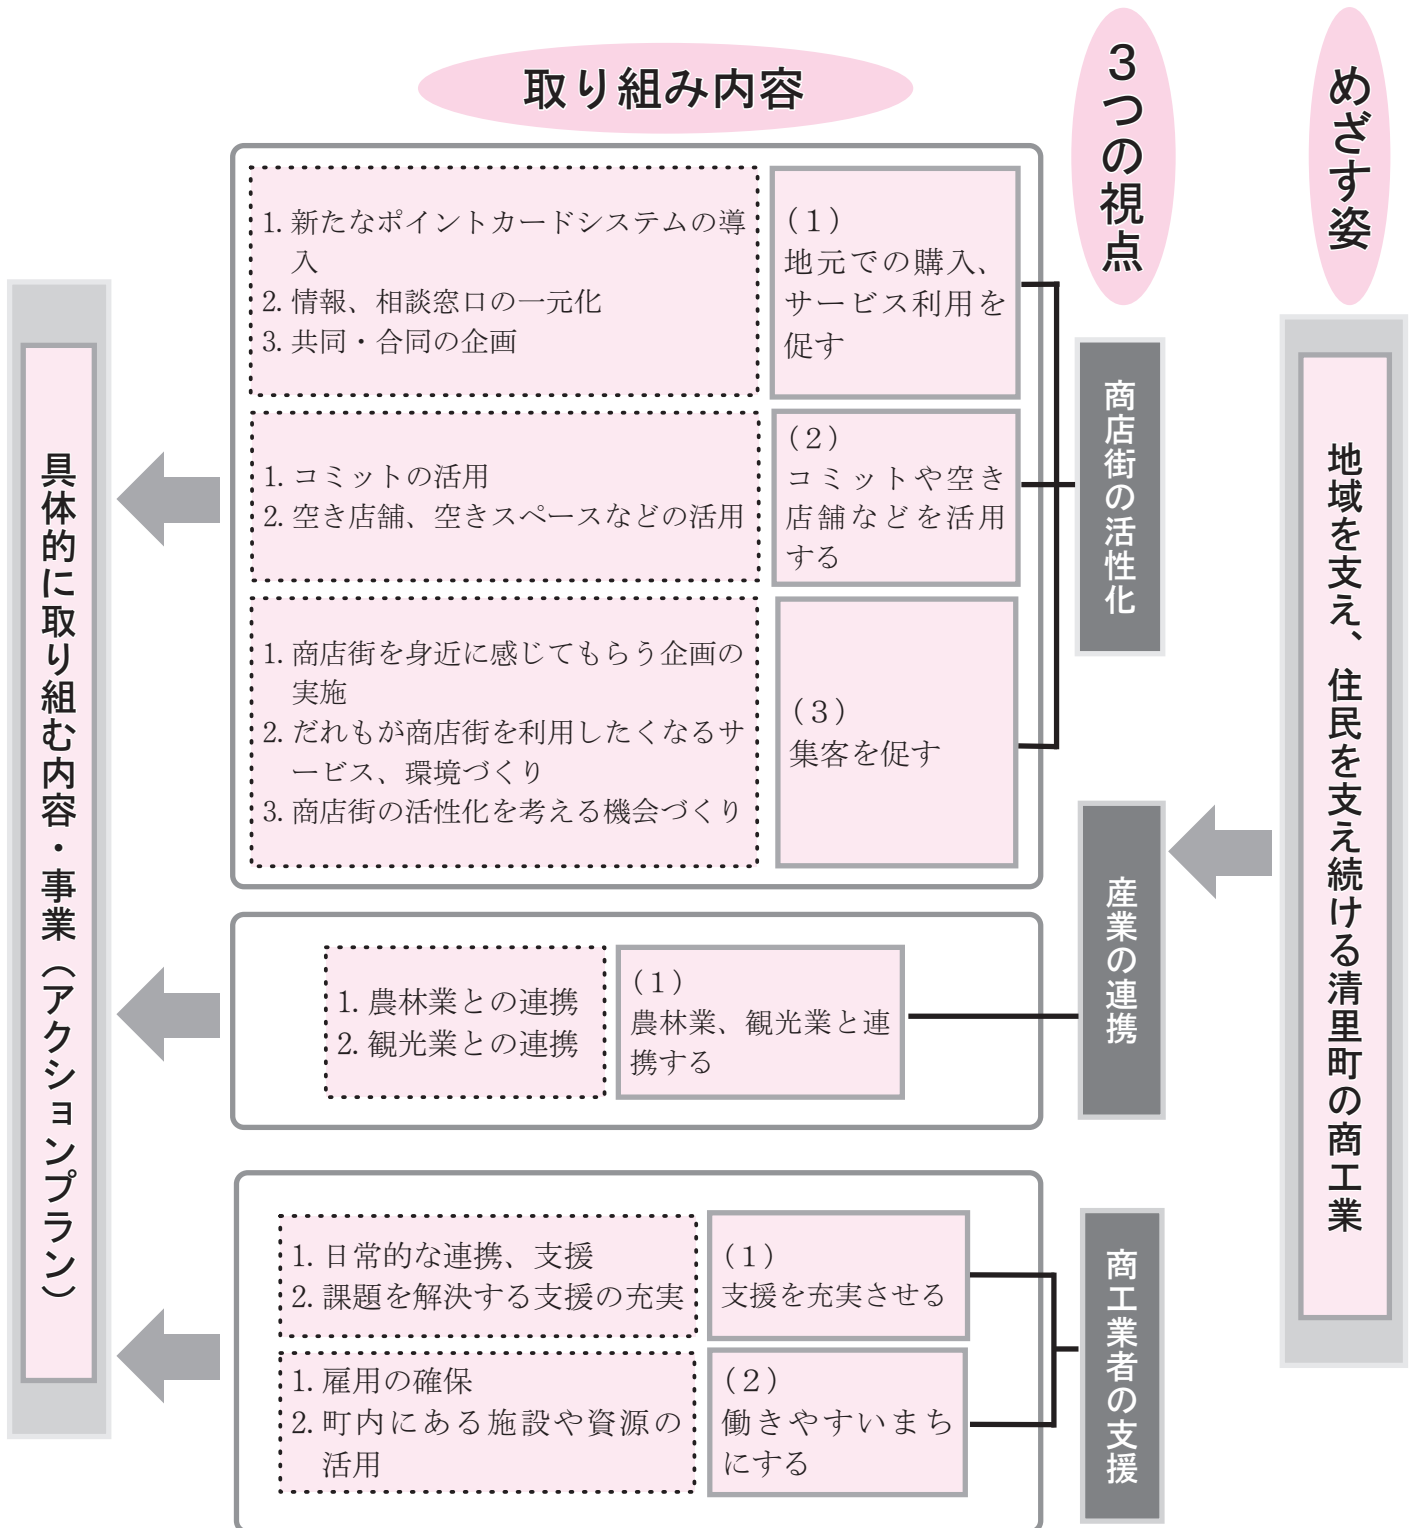 めざす姿
地域を支え、住民を支え続ける清里町の商工業
3つの視点
商店街の活性化
産業の連携
商工業者の支援
取り組み内容
(1)
地元での購入、
サービス利用を
促す
1. 新たなポイントカードシステムの導
入
2. 情報、相談窓口の一元化
3. 共同・合同の企画
(2)
コミットや空き
店舗などを活用
する
1. コミットの活用
2. 空き店舗、空きスペースなどの活用
(3)
集客を促す
1. 商店街を身近に感じてもらう企画の
実施
2. だれもが商店街を利用したくなるサ
ービス、環境づくり
3. 商店街の活性化を考える機会づくり
(1)
農林業、観光業と連
携する
1. 農林業との連携
2. 観光業との連携
(1)
支援を充実させる
1. 日常的な連携、支援
2. 課題を解決する支援の充実
(2)
働きやすいまち
にする
1. 雇用の確保
2. 町内にある施設や資源の
活用
具体的に取り組む内容・事業（アクションプラン）